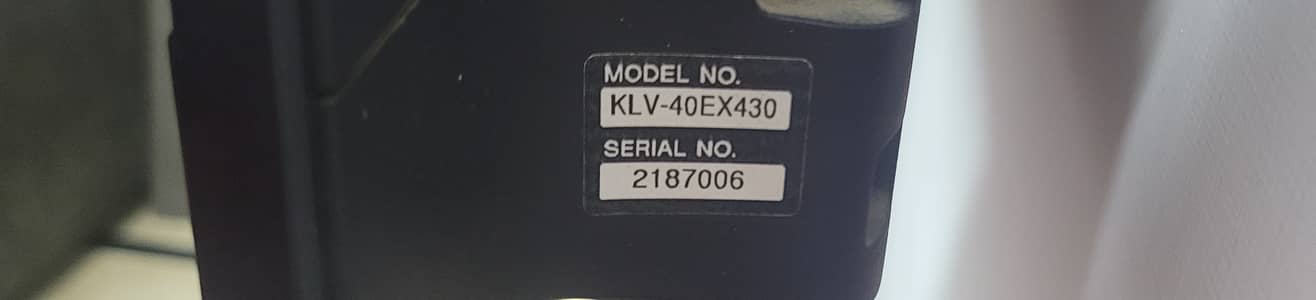 MODEL NO.
KLV-40EX430
SERIAL NO.
2187006